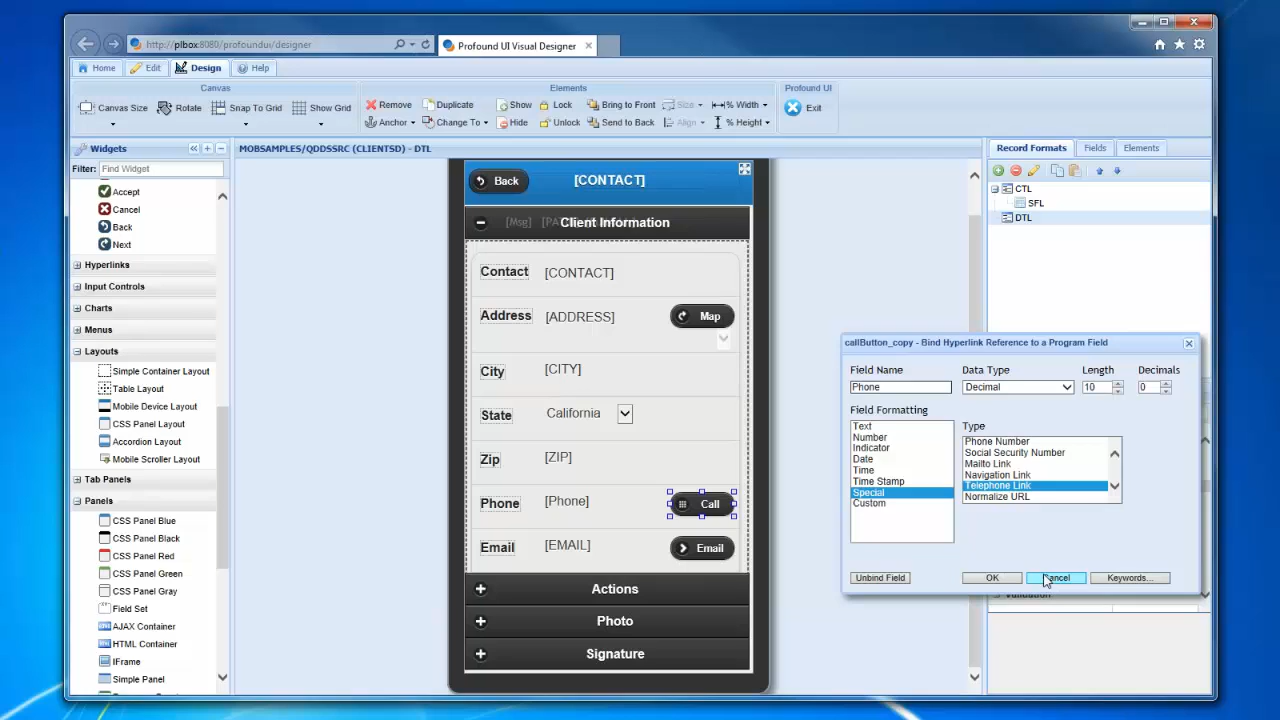 http://plbox:8080/profoundui/designer
Profound UI Visual Designer
Home
Edit
Design
Help
Canvas
Elements
Profound UI
Canvas Size
Rotate
Snap To Grid
Show Grid
Remove
Duplicate
Show
Lock
Bring to Front
Size
% Width
Exit
Anchor
Change To
Hide
Unlock
Send to Back
Align
% Height
Widgets
MOBSAMPLES/QDDSSRC (CLIENTSD) - DTL
Record Formats
Fields
Elements
Filter:
Find Widget
Accept
Cancel
Back
Next
Hyperlinks
Input Controls
Charts
Menus
Layouts
Simple Container Layout
Table Layout
Mobile Device Layout
CSS Panel Layout
Accordion Layout
Mobile Scroller Layout
Tab Panels
Panels
CSS Panel Blue
CSS Panel Black
CSS Panel Red
CSS Panel Green
CSS Panel Gray
Field Set
AJAX Container
HTML Container
IFrame
Simple Panel
Back
[CONTACT]
[Msg]
Client Information
Contact
[CONTACT]
Address
[ADDRESS]
Map
City
[CITY]
State
California
Zip
[ZIP]
Phone
[Phone]
Call
Email
[EMAIL]
Email
Actions
Photo
Signature
CTL
SFL
DTL
callButton_copy - Bind Hyperlink Reference to a Program Field
Field Name
Data Type
Length
Decimals
Phone
Decimal
10
0
Field Formatting
Text
Number
Indicator
Date
Time
Time Stamp
Special
Custom
Type
Phone Number
Social Security Number
Mailto Link
Navigation Link
Telephone Link
Normalize URL
Unbind Field
OK
Cancel
Keywords...
Validation